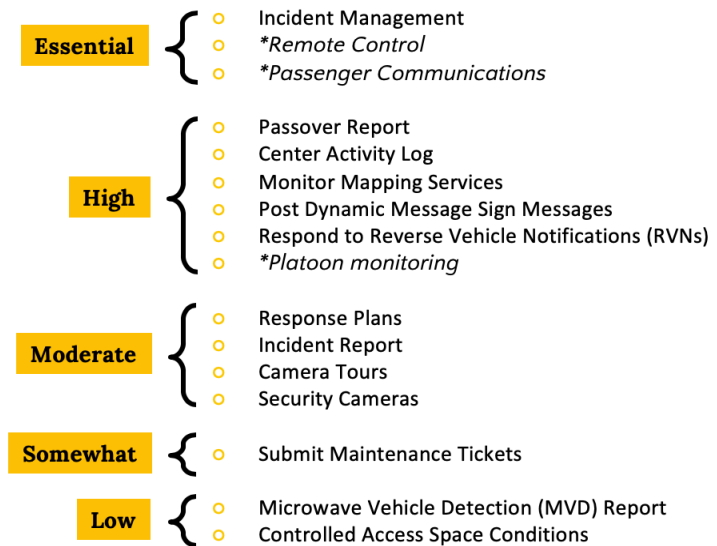 Essential
Incident Management
*Remote Control
*Passenger Communications
High
Passover Report
Center Activity Log
Monitor Mapping Services
Post Dynamic Message Sign Messages
Respond to Reverse Vehicle Notifications (RVNs)
*Platoon monitoring
Moderate
Response Plans
Incident Report
Camera Tours
Security Cameras
Somewhat
Submit Maintenance Tickets
Low
Microwave Vehicle Detection (MVD) Report
Controlled Access Space Conditions